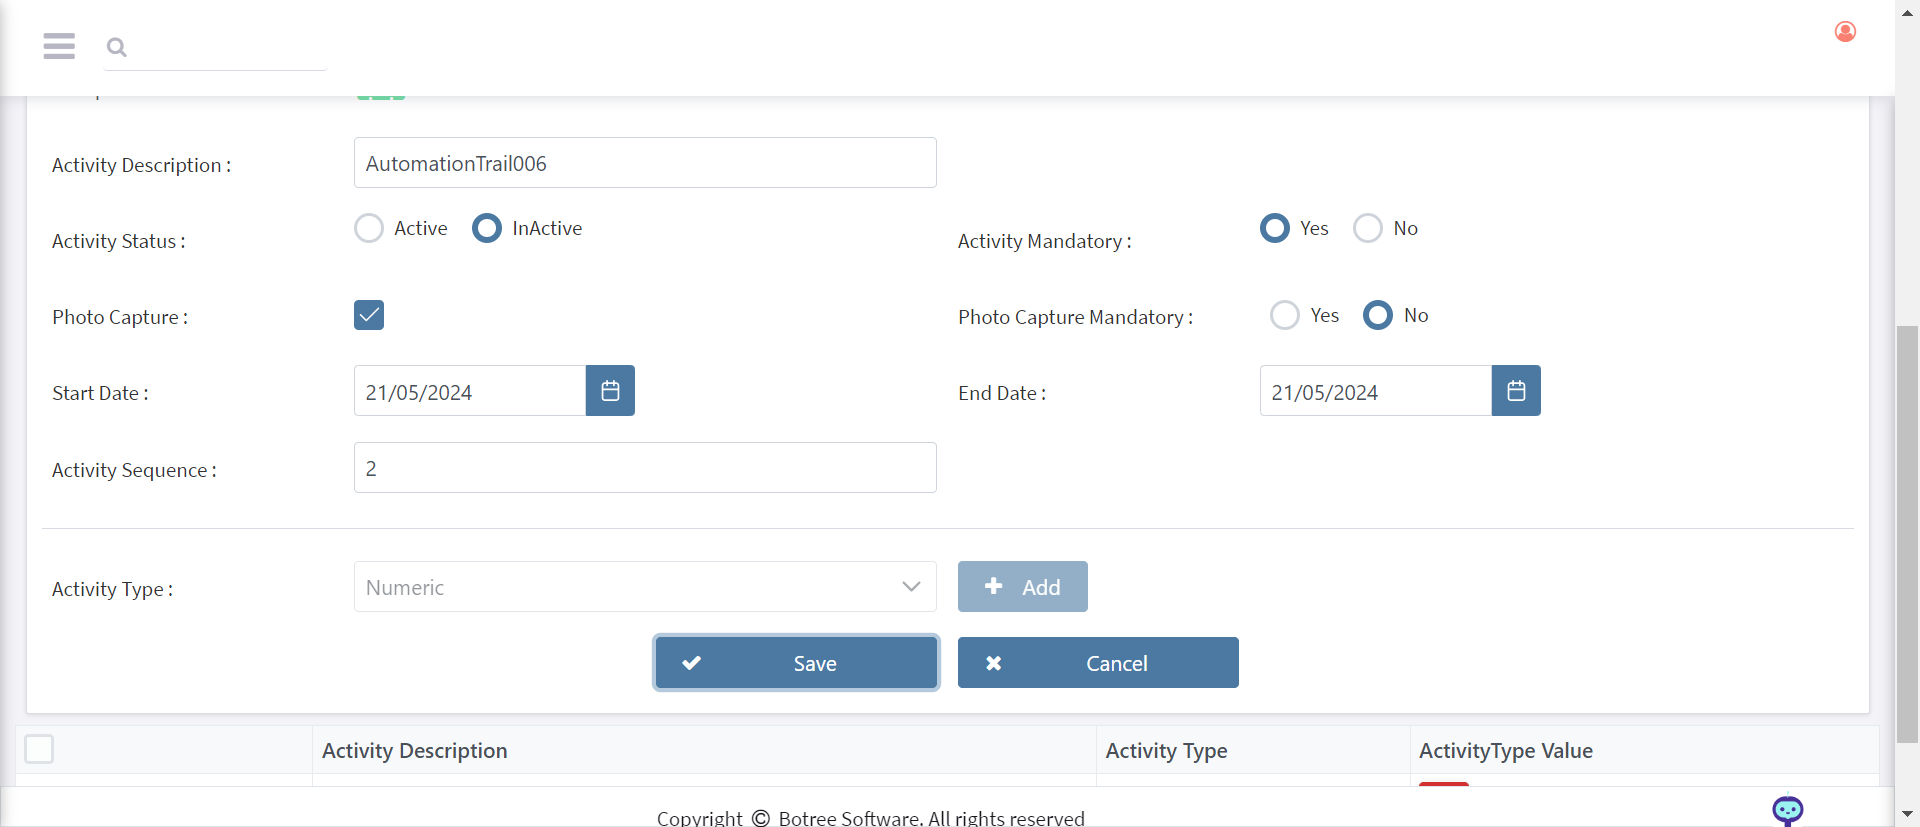 Activity Description :
AutomationTrail006
Activity Status :
Active
InActive
Activity Mandatory :
Yes
No
Photo Capture :
Photo Capture Mandatory :
Yes
No
Start Date :
21/05/2024
End Date :
21/05/2024
Activity Sequence :
2
Activity Type :
Numeric
Add
Save
Cancel
Activity Description
Activity Type
ActivityType Value
Copyright © Botree Software. All rights reserved